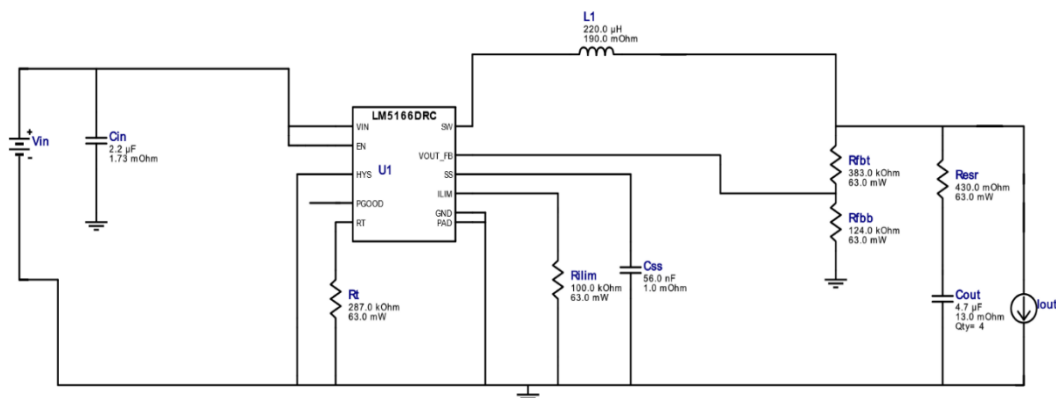 L1
220.0 µH
190.0 mOhm
LM5166DRC
VIN
SW
EN
VOUT_FB
HYS
U1
SS
PGOOD
ILIM
RT
GND
PAD
Vin
+
-
Cin
2.2 µF
1.73 mOhm
Rfbt
383.0 kOhm
63.0 mW
Rfbb
124.0 kOhm
63.0 mW
Resr
430.0 mOhm
63.0 mW
Rt
287.0 kOhm
63.0 mW
Rilim
100.0 kOhm
63.0 mW
Css
56.0 nF
1.0 mOhm
Cout
4.7 µF
13.0 mOhm
Qty= 4
Iout